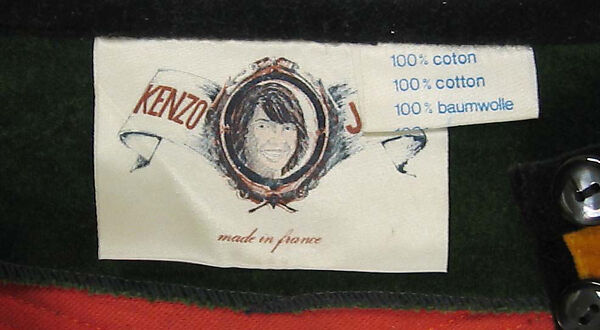 KENZO J
100% coton
100% cotton
100% baumwolle
made in france